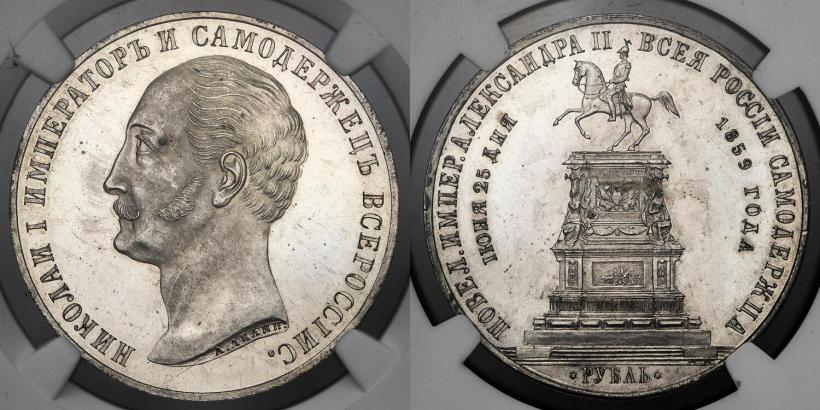 НИКОЛАЙ I ИМПЕРАТОРЪ И САМОДЕРЖЕЦЪ ВСЕРОССІЙС.
А.ЛЯЛИН.
ПОВЕЛ.ИМПЕР.АЛЕКСАНДРА II ВСЕЯ РОССІИ САМОДЕРЖЦА
ІЮНЯ 25 ДНЯ
1859 ГОДА
РУБЛЬ